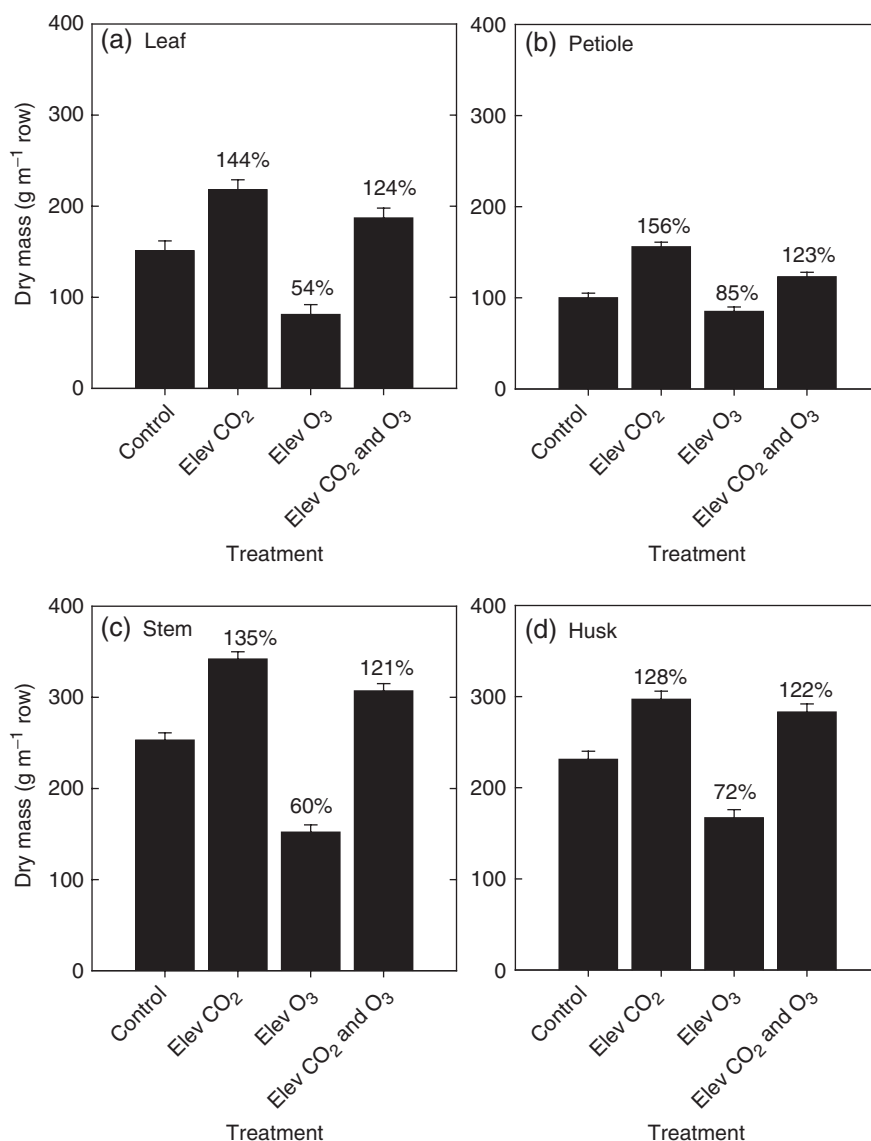 (a) Leaf
Dry mass (g m⁻¹ row)
400
300
200
100
0
144%
54%
124%
Control
Elev CO₂
Elev O₃
Elev CO₂ and O₃
Treatment
(b) Petiole
400
300
200
100
0
156%
85%
123%
Control
Elev CO₂
Elev O₃
Elev CO₂ and O₃
Treatment
(c) Stem
Dry mass (g m⁻¹ row)
400
300
200
100
0
135%
60%
121%
Control
Elev CO₂
Elev O₃
Elev CO₂ and O₃
Treatment
(d) Husk
400
300
200
100
0
128%
72%
122%
Control
Elev CO₂
Elev O₃
Elev CO₂ and O₃
Treatment